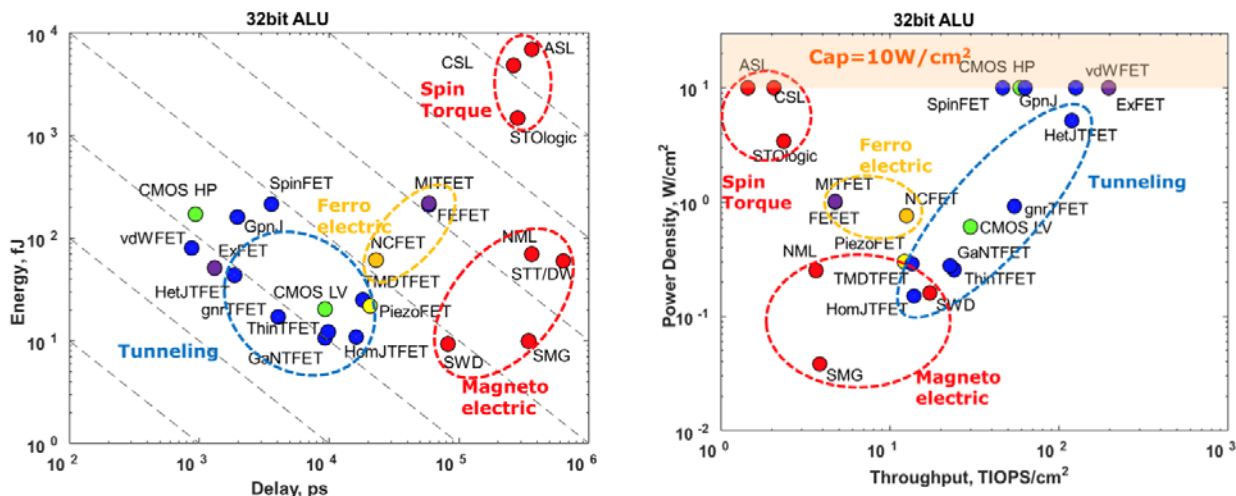 32bit ALU
10^4
ASL
CSL
Spin
Torque
10^3
STOlogic
CMOS HP
SpinFET
MITFET
Ferro
electric
FEFET
GpnJ
10^2
vdWFET
NCFET
NML
ExFET
STT/DW
TMDTFET
HetJTFET
CMOS LV
gnrTFET
PiezoFET
ThinTFET
10^1
Tunneling
GaNTFET
HomJTFET
SWD
SMG
Magneto
electric
10^0
10^2
10^3
10^4
10^5
10^6
Energy, fJ
Delay, ps
32bit ALU
Cap=10W/cm^2
ASL
CMOS HP
vdWFET
10^1
CSL
SpinFET
GpnJ
ExFET
HetJTFET
STOlogic
Ferro
electric
Spin
Torque
MITFET
NCFET
Tunneling
10^0
FEFET
gnrTFET
CMOS LV
PiezoFET
NML
GaNTFET
TMDTFET
ThinTFET
HomJTFET
SWD
10^-1
SMG
Magneto
electric
10^-2
10^0
10^1
10^2
10^3
Power Density, W/cm^2
Throughput, TIOPS/cm^2